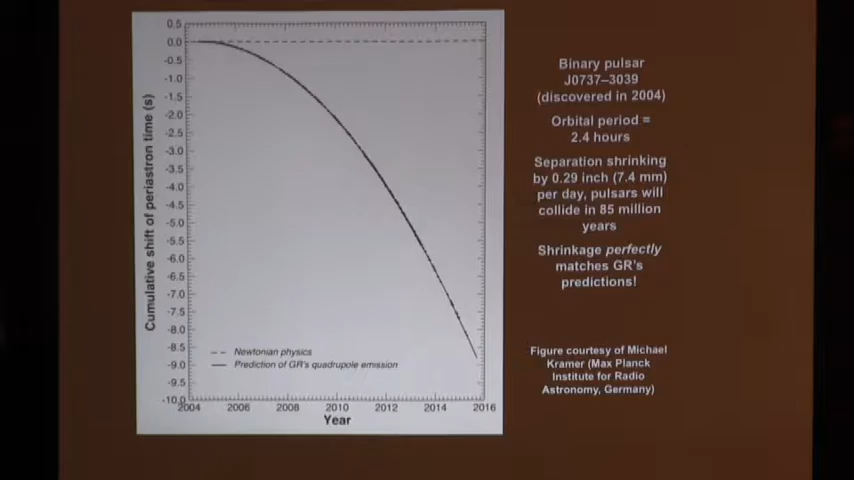 0.5
0.0
-0.5
-1.0
-1.5
-2.0
-2.5
-3.0
-3.5
-4.0
-4.5
-5.0
-5.5
-6.0
-6.5
-7.0
-7.5
-8.0
-8.5
-9.0
-9.5
-10.0
Cumulative shift of periastron time (s)
Newtonian physics
Prediction of GR's quadrupole emission
2004 2006 2008 2010 2012 2014 2016
Year
Binary pulsar
J0737–3039
(discovered in 2004)
Orbital period =
2.4 hours
Separation shrinking
by 0.29 inch (7.4 mm)
per day, pulsars will
collide in 85 million
years
Shrinkage perfectly
matches GR's
predictions!
Figure courtesy of Michael
Kramer (Max Planck
Institute for Radio
Astronomy, Germany)